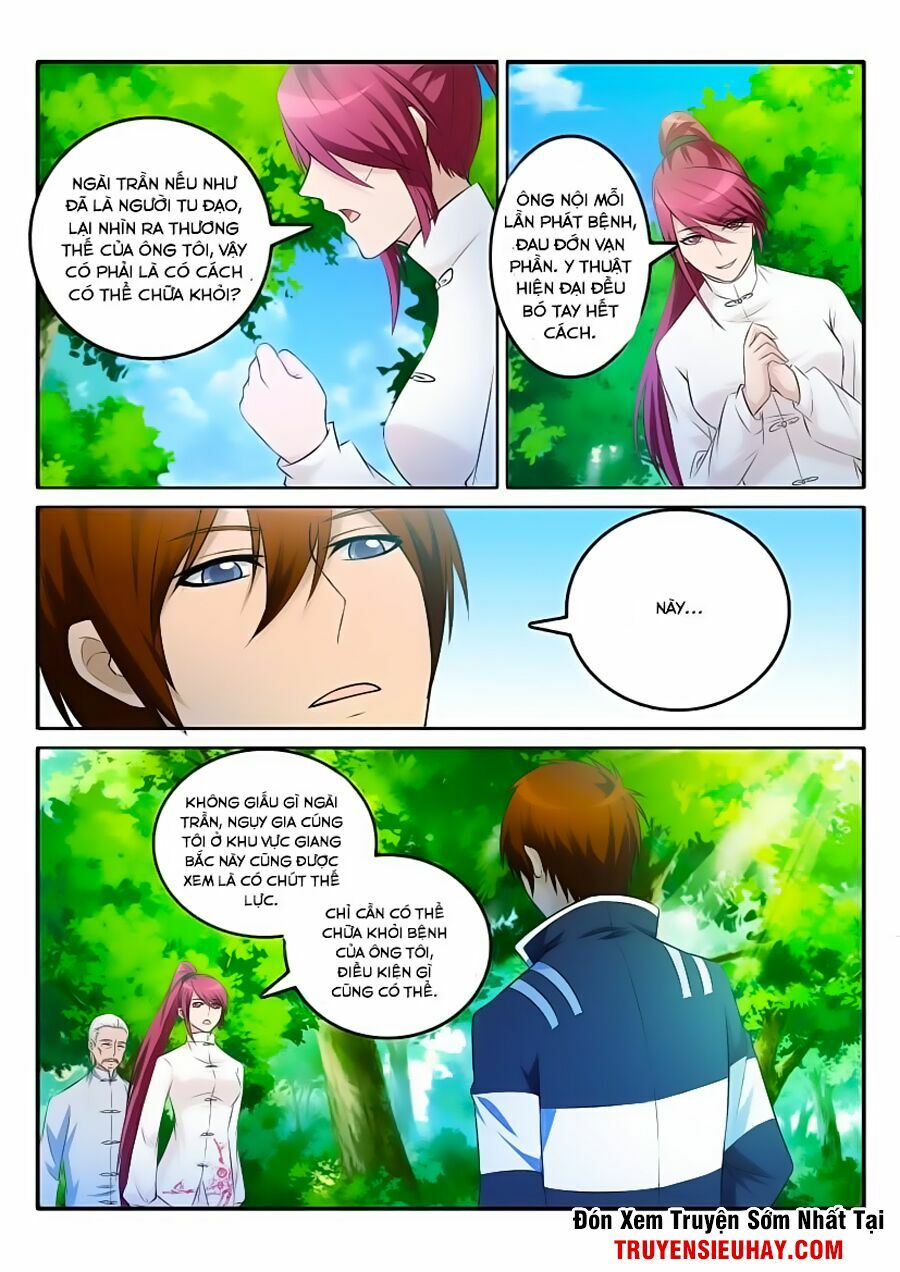 NGÀI TRẦN NẾU NHƯ
ĐÃ LÀ NGƯỜI TU ĐẠO,
LẠI NHÌN RA THƯƠNG
THẾ CỦA ÔNG TÔI, VẬY
CÓ PHẢI LÀ CÓ CÁCH
CÓ THỂ CHỮA KHỎI?
ÔNG NỘI MỖI
LẦN PHÁT BỆNH,
ĐAU ĐỚN VẠN
PHẦN. Y THUẬT
HIỆN ĐẠI ĐỀU
BÓ TAY HẾT
CÁCH.
NÀY...
KHÔNG GIẤU GÌ NGÀI
TRẦN, NGỤY GIA CÚNG
TÔI Ở KHU VỰC GIANG
BẮC NÀY CŨNG ĐƯỢC
XEM LÀ CÓ CHÚT THẾ
LỰC.
CHỈ CẦN CÓ THỂ
CHỮA KHỎI BỆNH
CỦA ÔNG TÔI,
ĐIỀU KIỆN GÌ
CŨNG CÓ THỂ.
Đón Xem Truyện Sớm Nhất Tại
TRUYENSIEUHAY.COM